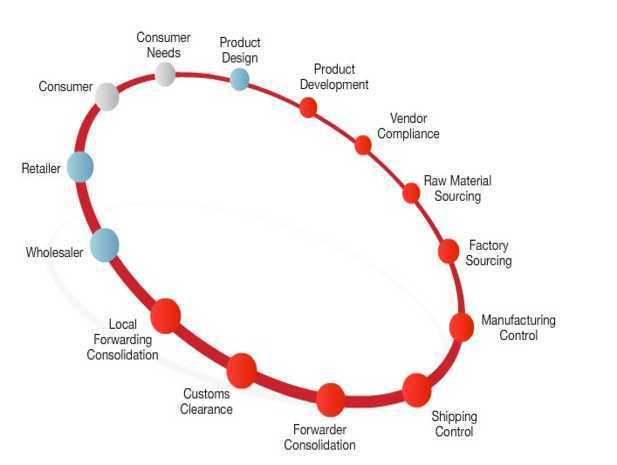 Consumer
Needs
Product
Design
Product
Development
Vendor
Compliance
Raw Material
Sourcing
Factory
Sourcing
Manufacturing
Control
Shipping
Control
Forwarder
Consolidation
Customs
Clearance
Local
Forwarding
Consolidation
Wholesaler
Retailer
Consumer